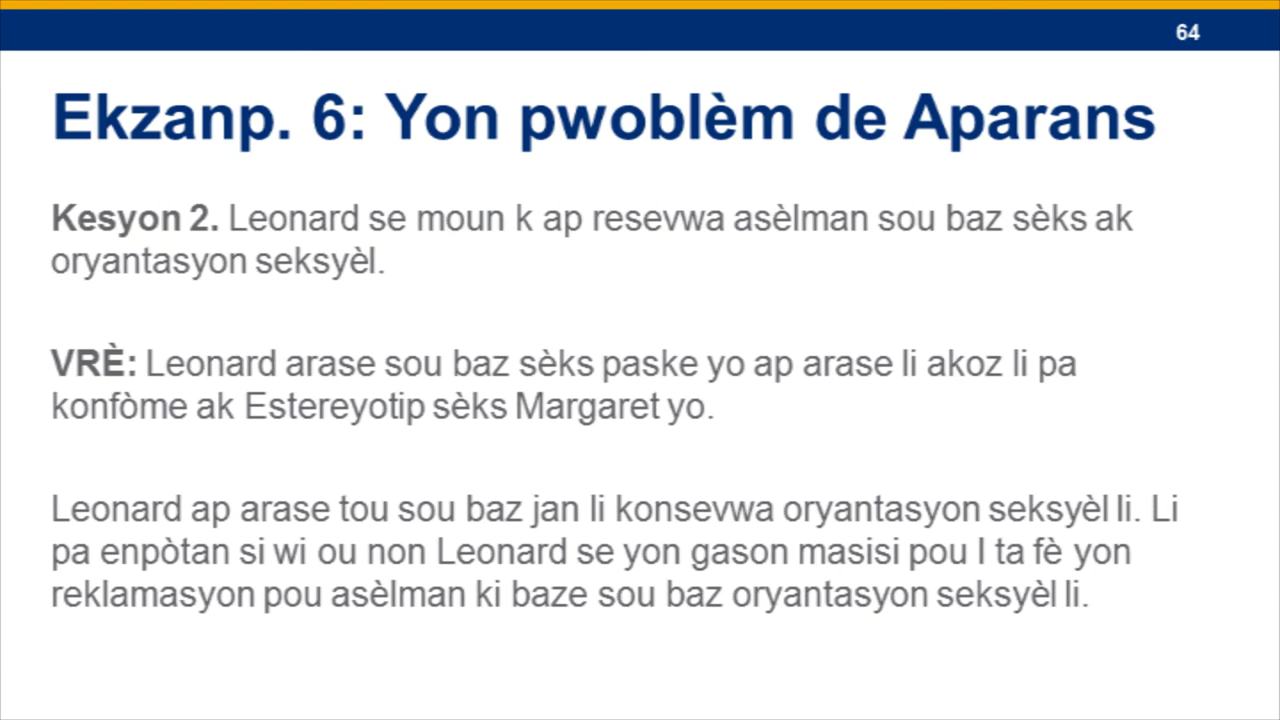 64
Ekzanp. 6: Yon pwoblèm de Aparans
Kesyon 2. Leonard se moun k ap resevwa asèlman sou baz sèks ak
oryantasyon seksyèl.
VRÈ: Leonard arase sou baz sèks paske yo ap arase li akoz li pa
konfòme ak Estereyotip sèks Margaret yo.
Leonard ap arase tou sou baz jan li konsevwa oryantasyon seksyèl li. Li
pa enpòtan si wi ou non Leonard se yon gason masisi pou l ta fè yon
reklamasyon pou asèlman ki baze sou baz oryantasyon seksyèl li.